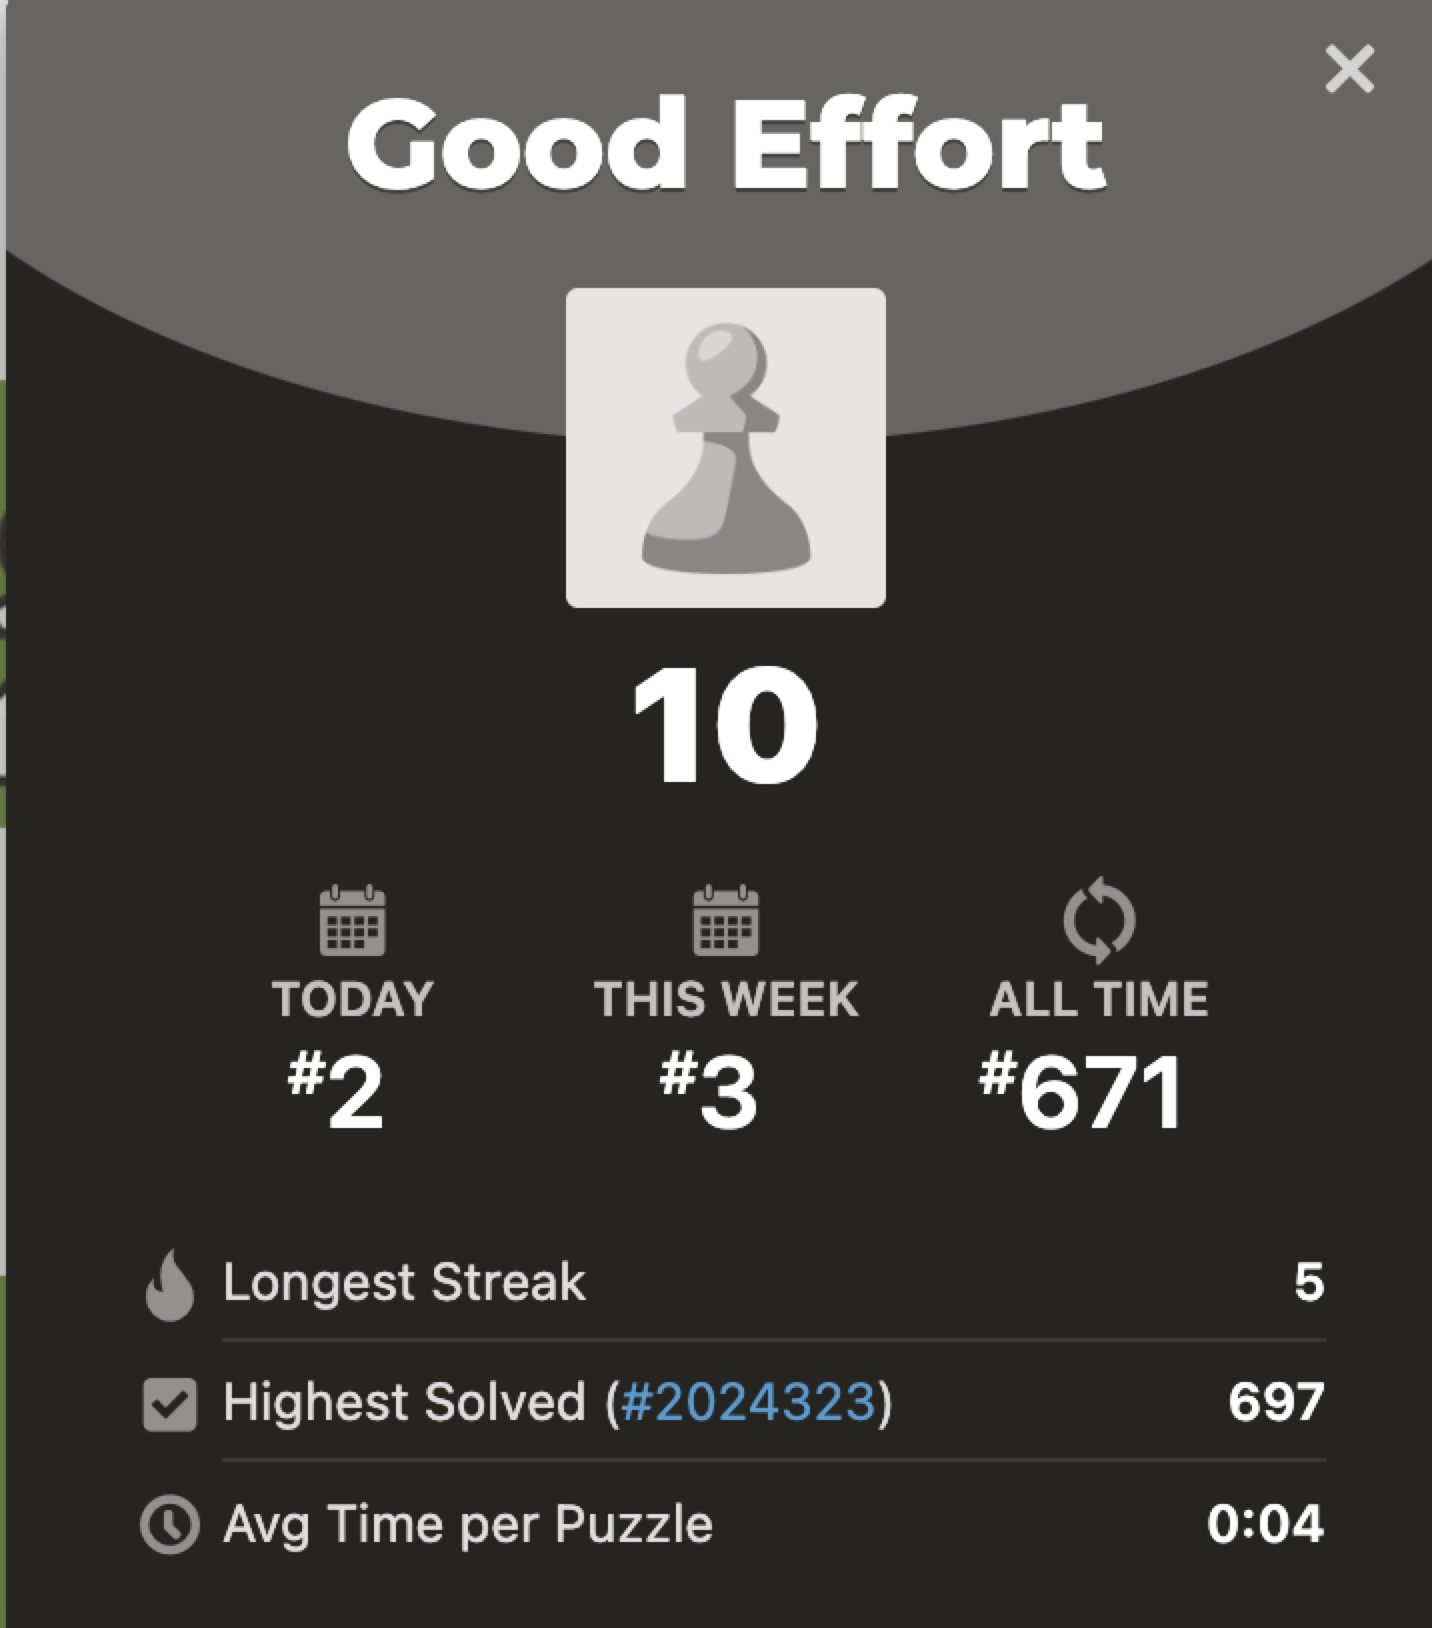 Good Effort
10
TODAY
#2
THIS WEEK
#3
ALL TIME
#671
Longest Streak 5
Highest Solved (#2024323) 697
Avg Time per Puzzle 0:04